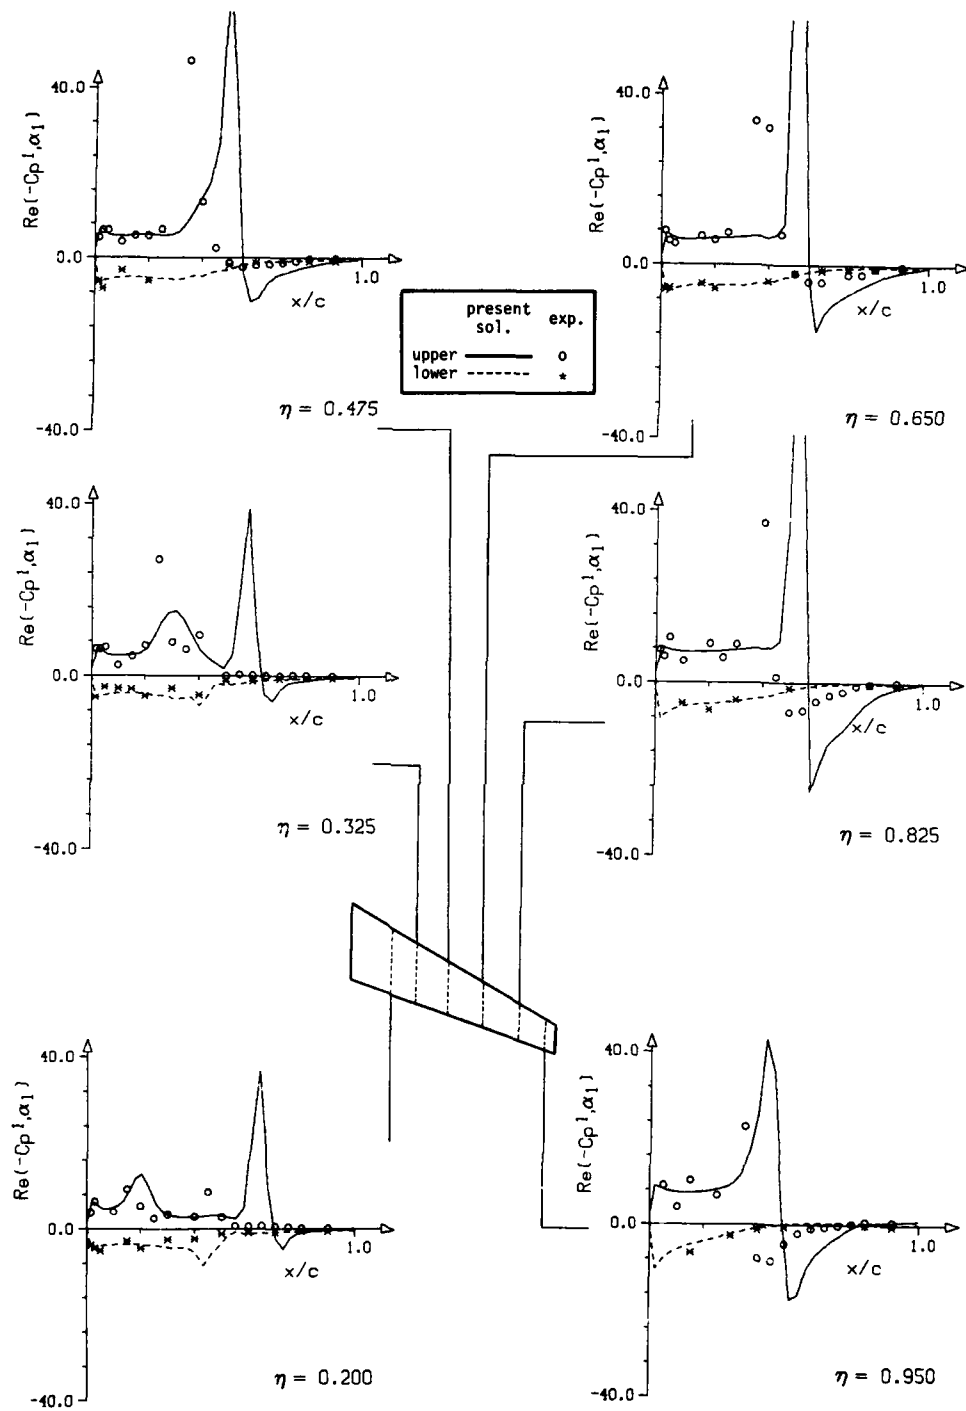 40.0
Re(-Cp¹,α₁)
0.0
1.0
x/c
-40.0
η = 0.475
40.0
Re(-Cp¹,α₁)
0.0
1.0
x/c
-40.0
η = 0.650
present sol. exp.
upper o
lower *
40.0
Re(-Cp¹,α₁)
0.0
1.0
x/c
-40.0
η = 0.325
40.0
Re(-Cp¹,α₁)
0.0
1.0
x/c
-40.0
η = 0.825
40.0
Re(-Cp¹,α₁)
0.0
1.0
x/c
-40.0
η = 0.200
40.0
Re(-Cp¹,α₁)
0.0
1.0
x/c
-40.0
η = 0.950